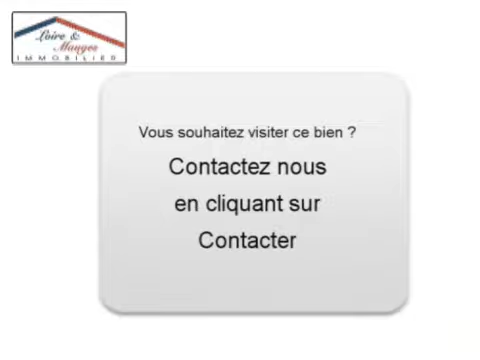 Loire &
Mauges
IMMOBILIER
Vous souhaitez visiter ce bien ?
Contactez nous
en cliquant sur
Contacter